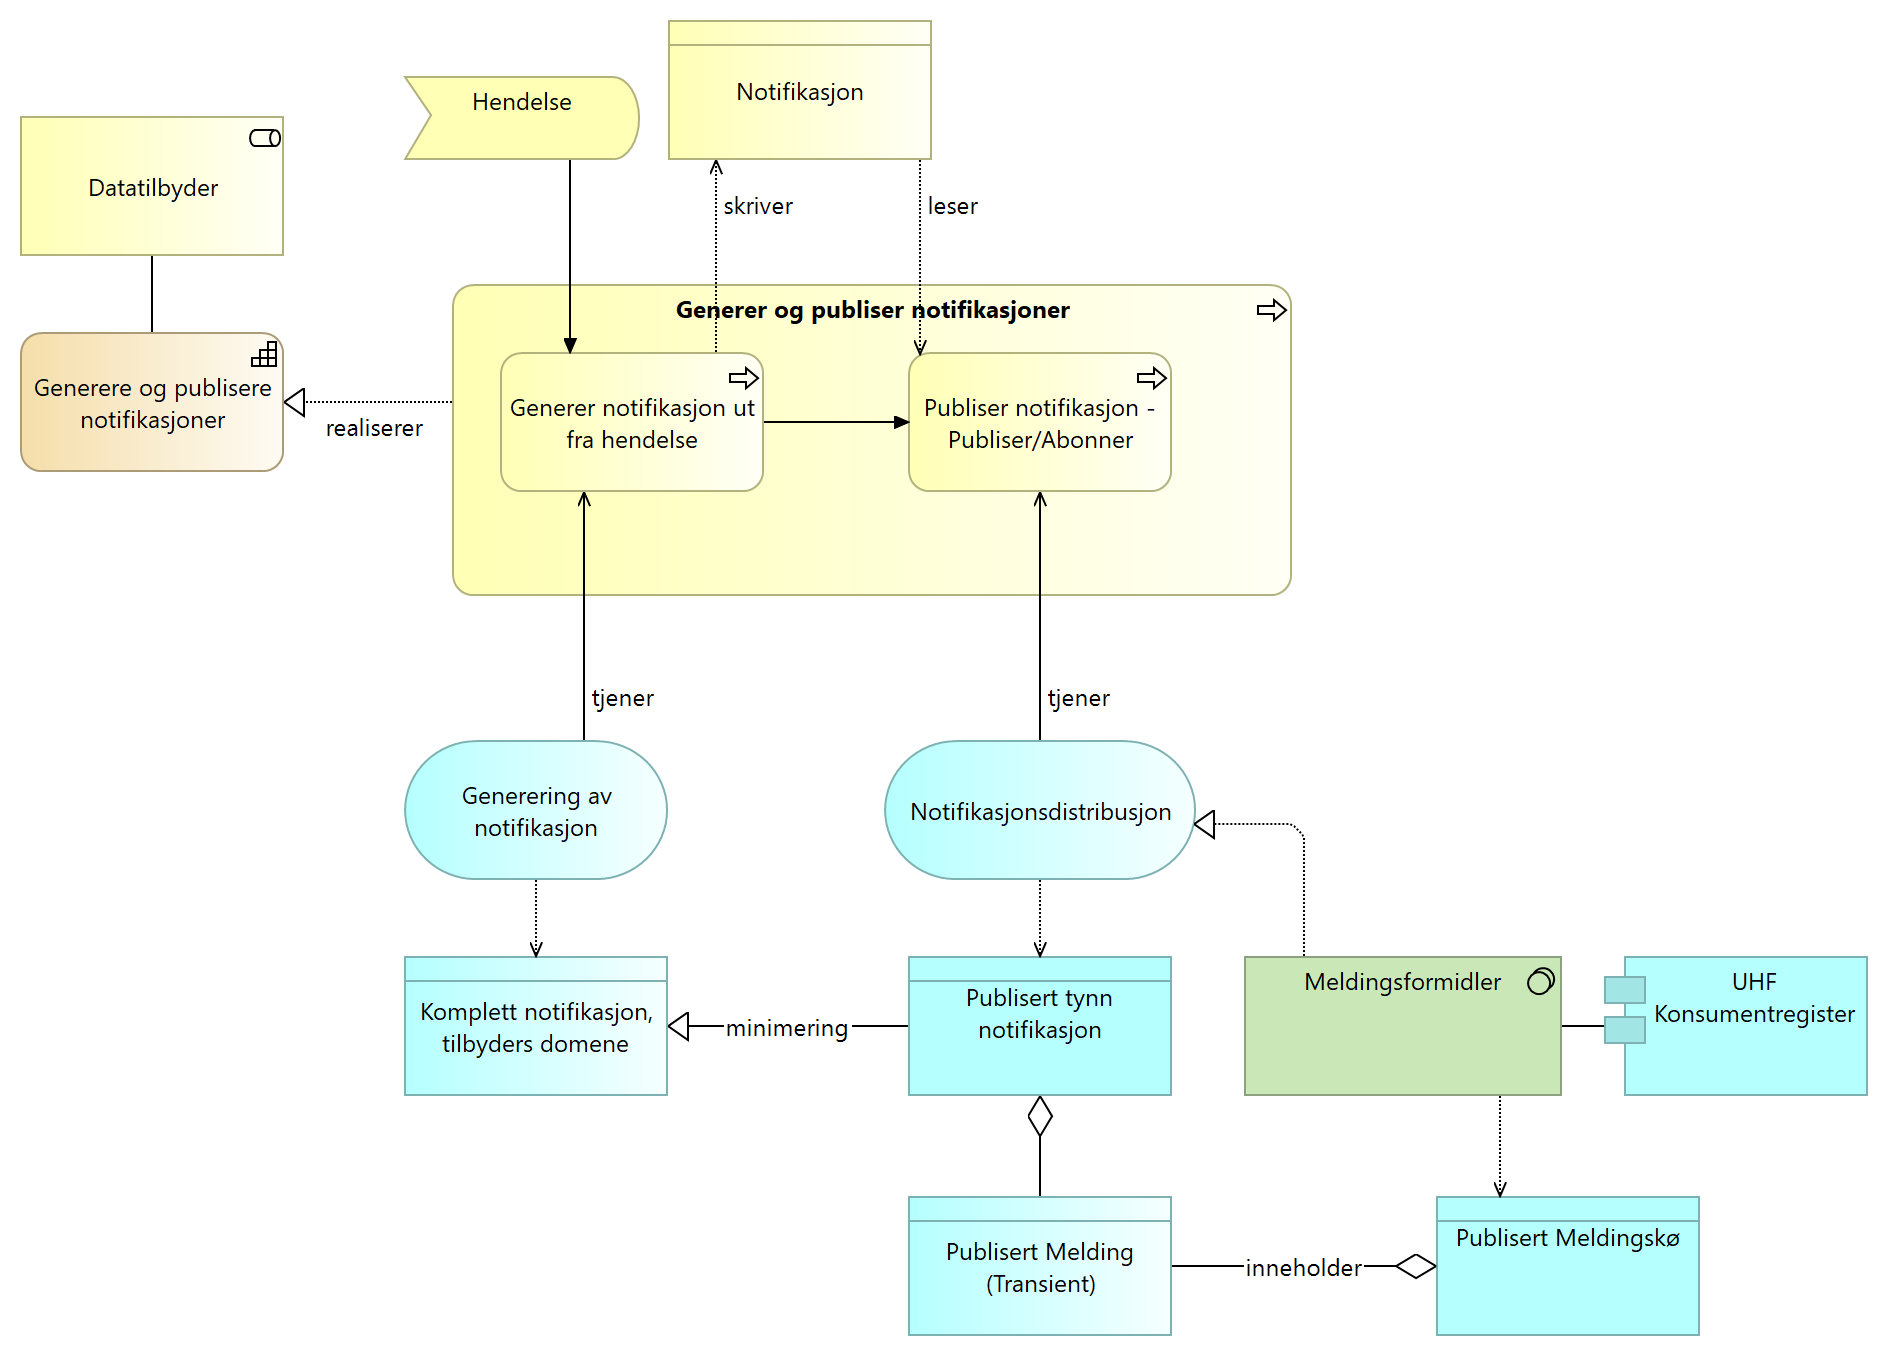 Notifikasjon
Hendelse
Datatilbyder
skriver
leser
Generer og publiser notifikasjoner
Generere og publisere
notifikasjoner
realiserer
Generer notifikasjon ut
fra hendelse
Publiser notifikasjon -
Publiser/Abonner
tjener
tjener
Generering av
notifikasjon
Notifikasjonsdistribusjon
Komplett notifikasjon,
tilbyders domene
minimering
Publisert tynn
notifikasjon
Meldingsformidler
UHF
Konsumentregister
Publisert Melding
(Transient)
inneholder
Publisert Meldingskø